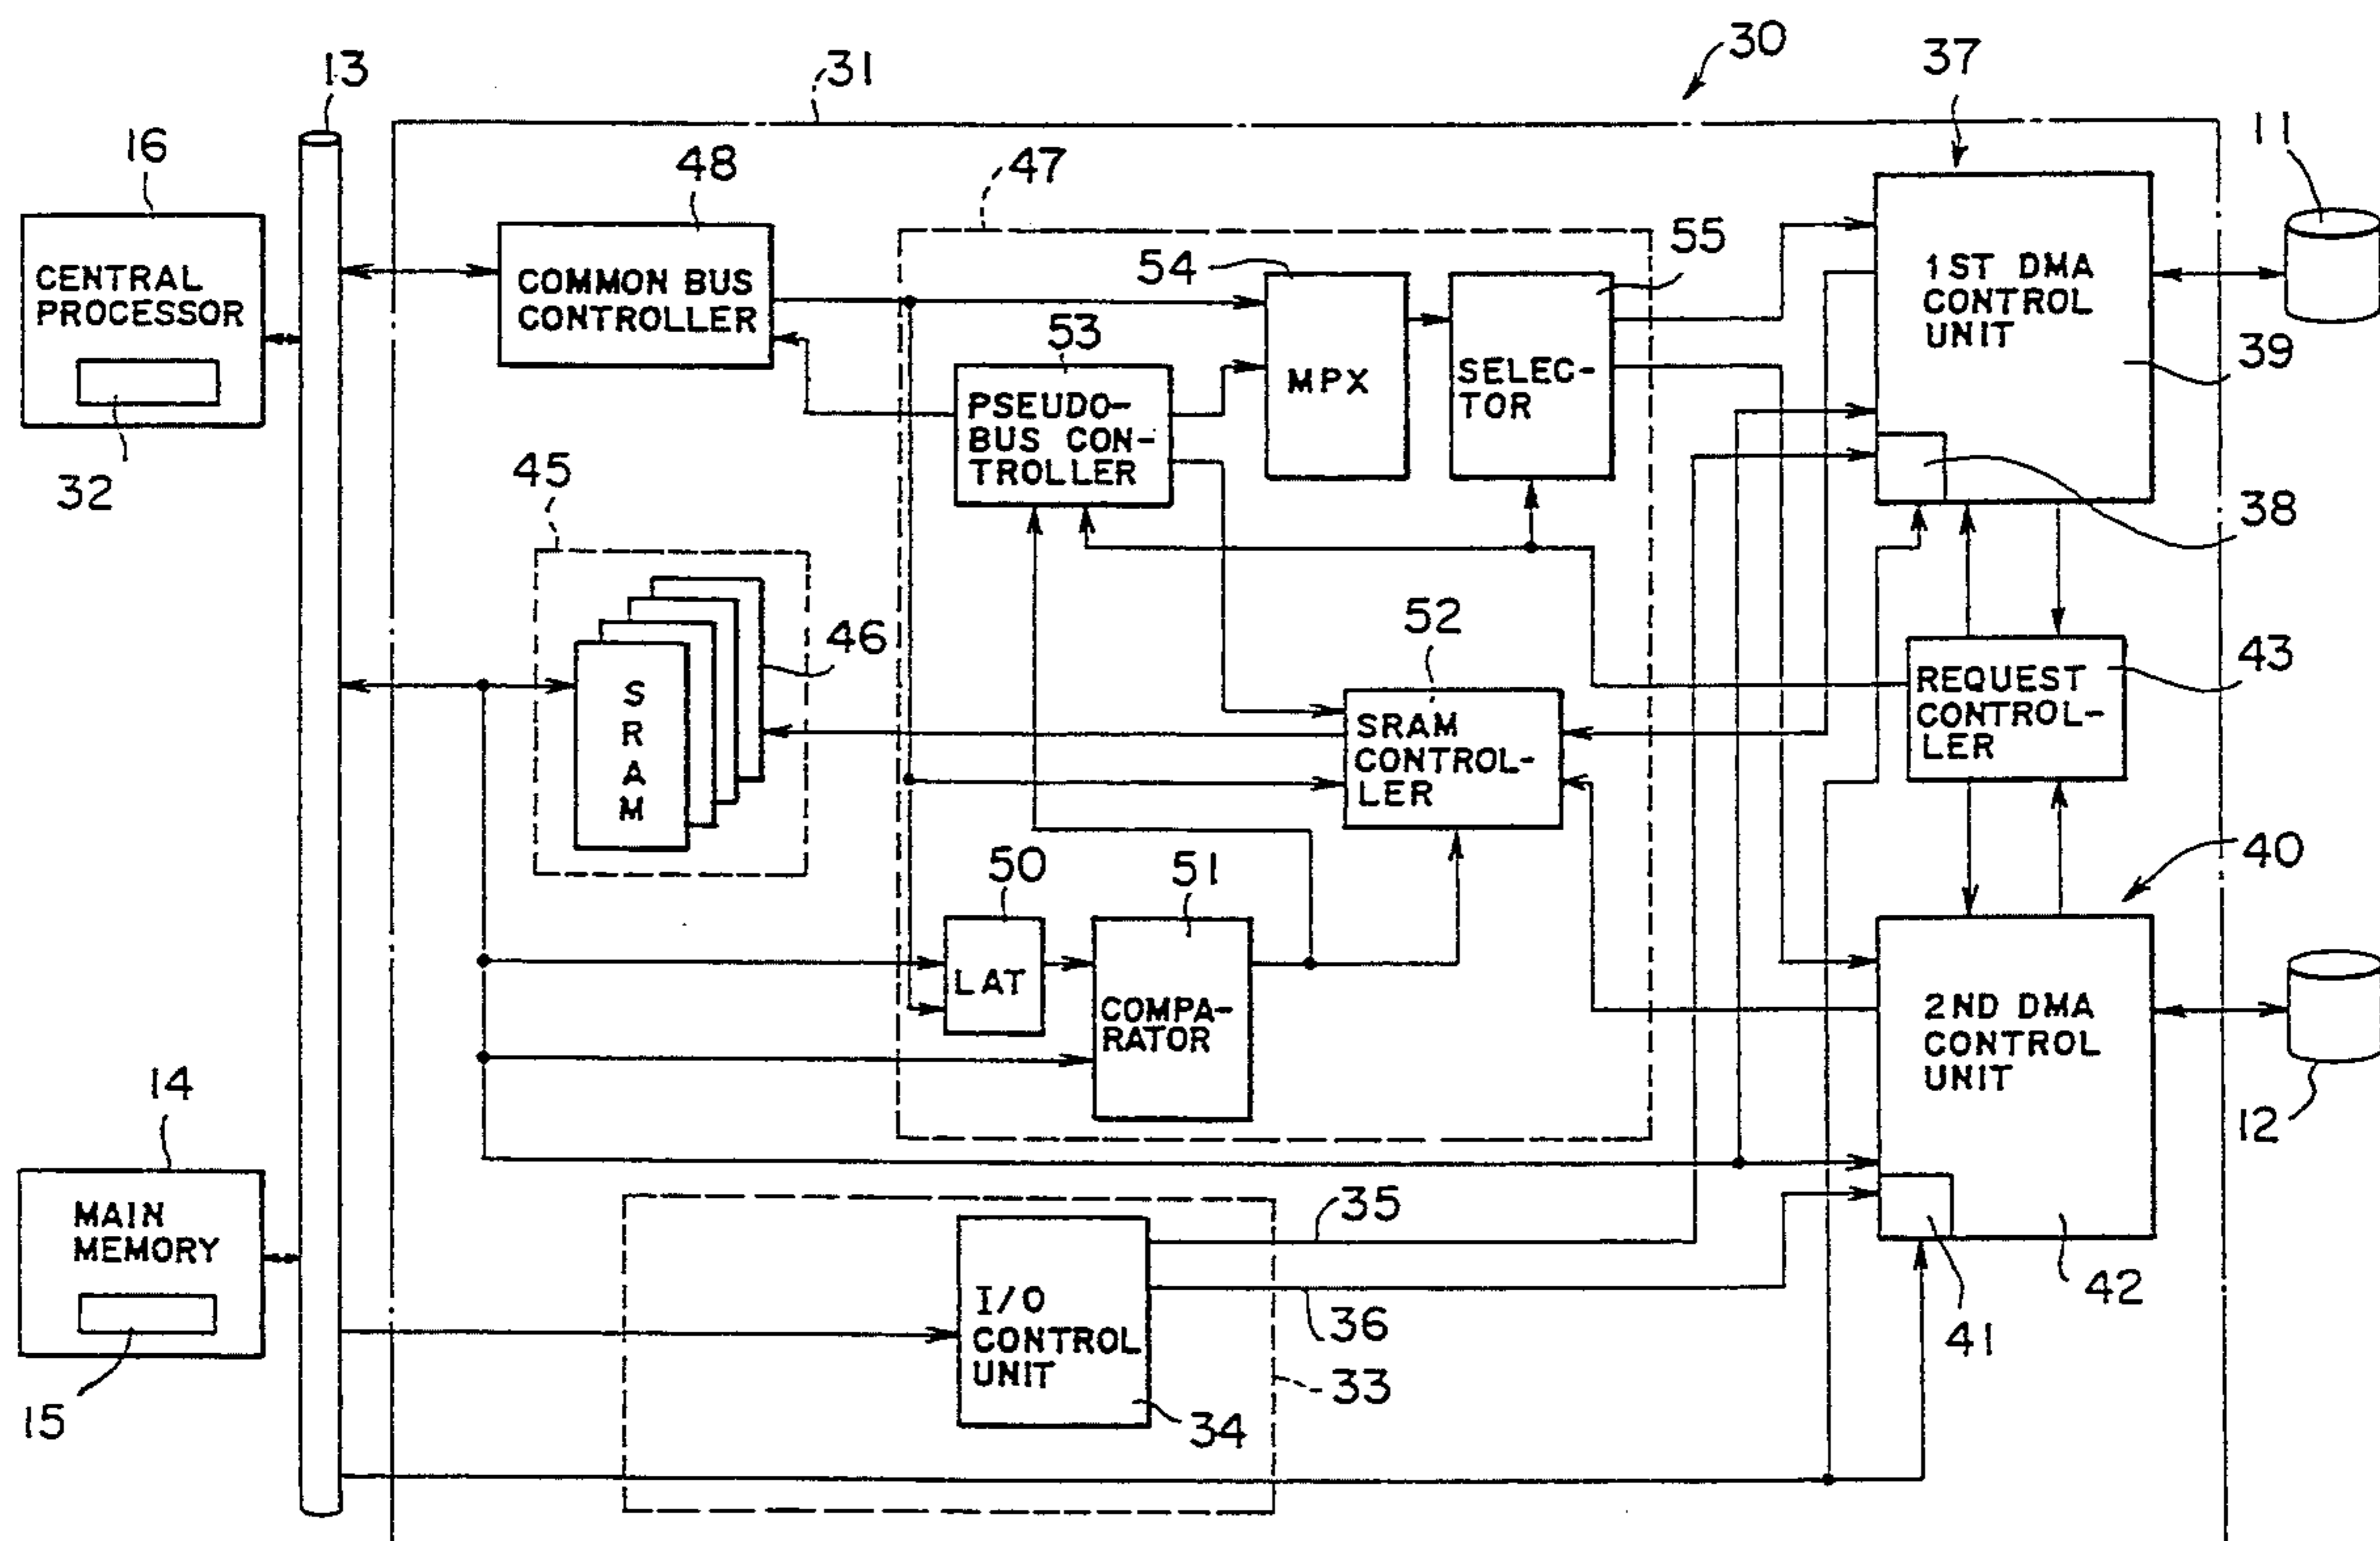 30
13
31
37
11
16
48
47
55
54
CENTRAL
PROCESSOR
COMMON BUS
CONTROLLER
1ST DMA
CONTROL
UNIT
53
39
MPX
SELEC-
TOR
PSEUDO-
BUS CON-
TROLLER
32
45
38
46
52
43
S
R
A
M
SRAM
CONTROL-
LER
REQUEST
CONTROL-
LER
50
51
40
LAT
COMPA-
RATOR
2ND DMA
CONTROL
UNIT
14
12
MAIN
MEMORY
35
I/O
CONTROL
UNIT
36
41
42
15
33
34